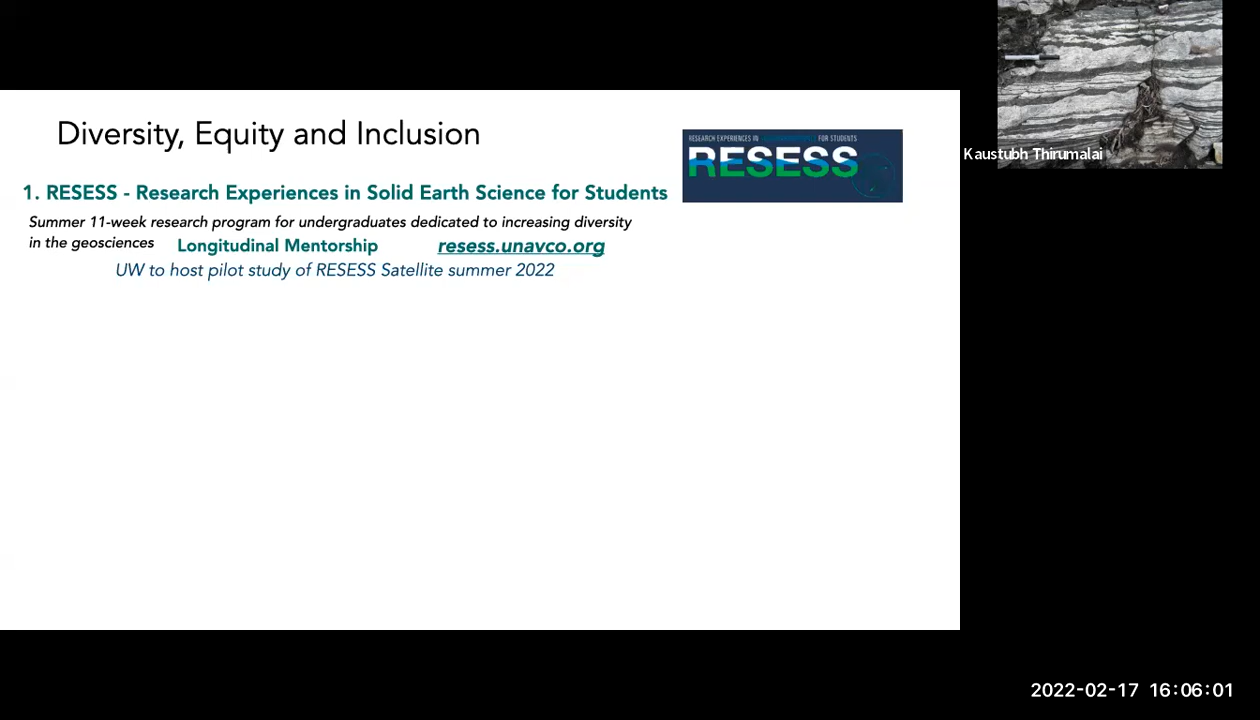 Diversity, Equity and Inclusion
RESEARCH EXPERIENCES IN FOR STUDENTS
RESESS
Kaustubh Thirumalai
1. RESESS - Research Experiences in Solid Earth Science for Students
Summer 11-week research program for undergraduates dedicated to increasing diversity
in the geosciences Longitudinal Mentorship resess.unavco.org
UW to host pilot study of RESESS Satellite summer 2022
2022-02-17 16:06:01